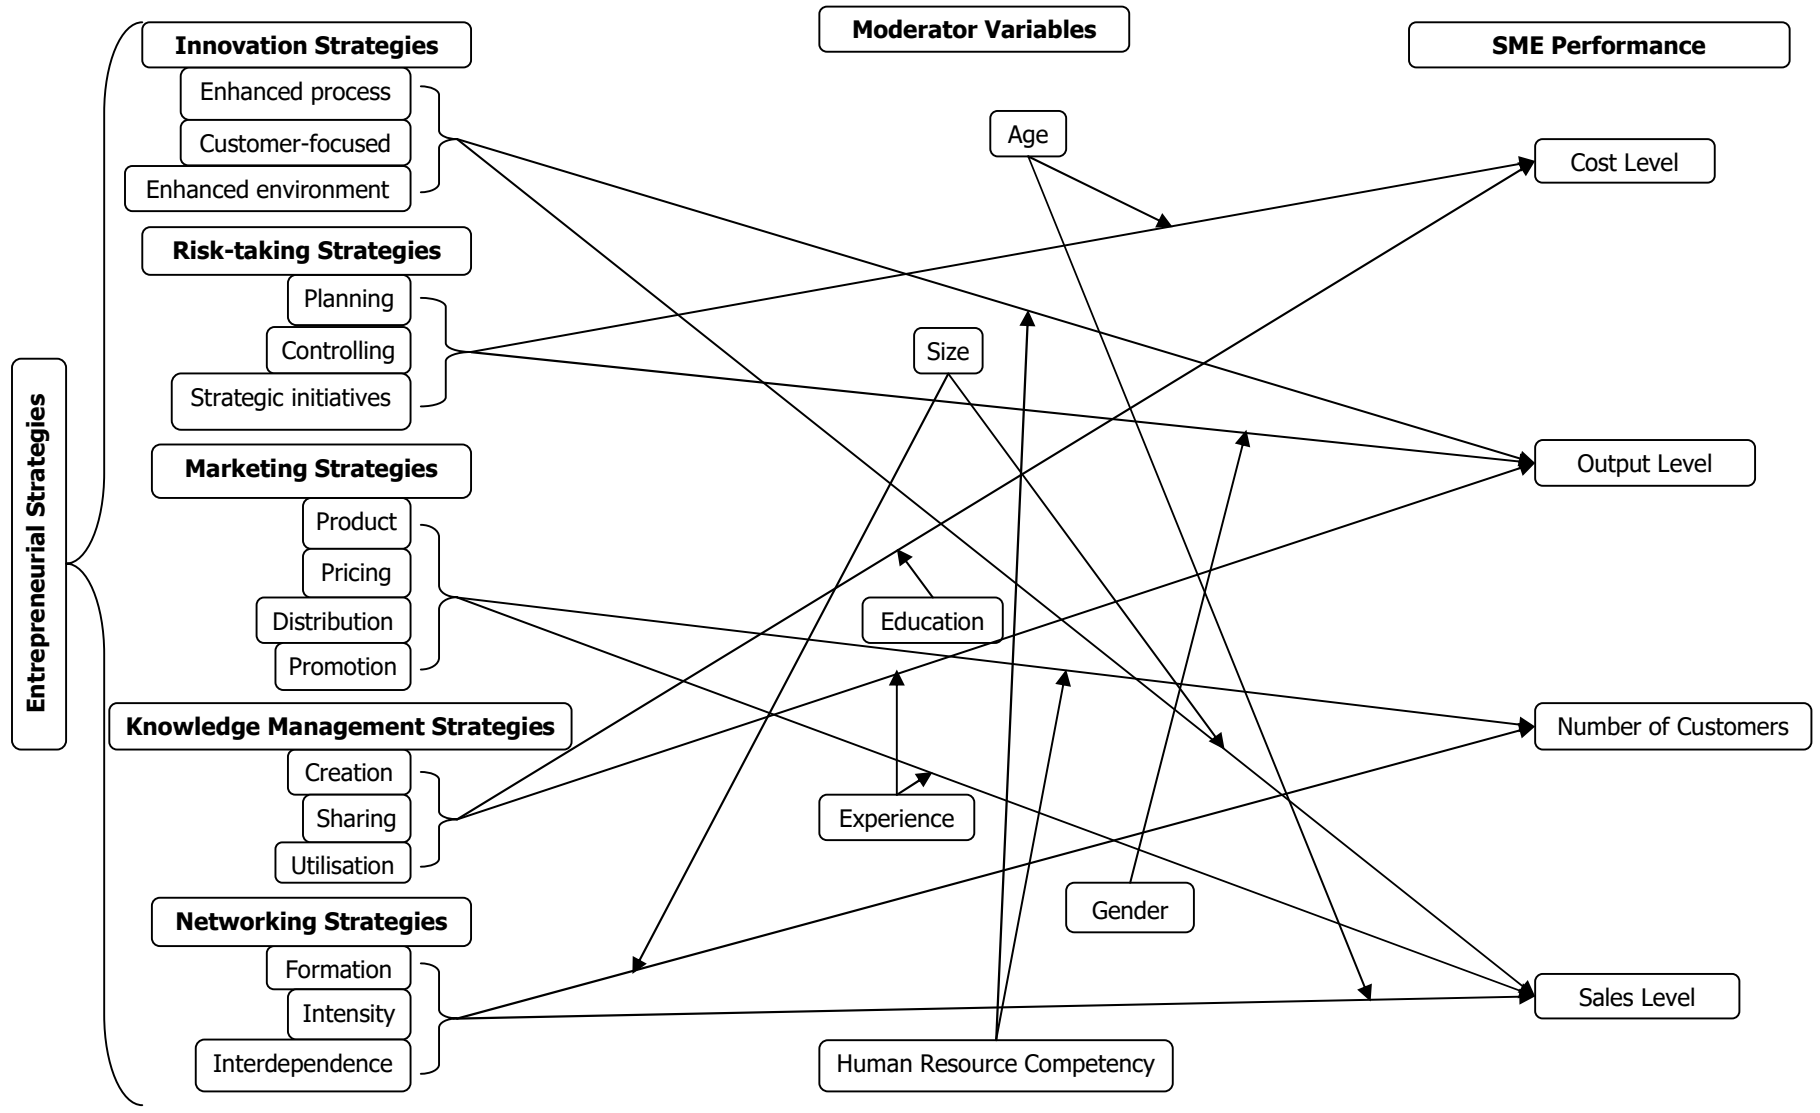 Entrepreneurial Strategies
Innovation Strategies
Enhanced process
Customer-focused
Enhanced environment
Risk-taking Strategies
Planning
Controlling
Strategic initiatives
Marketing Strategies
Product
Pricing
Distribution
Promotion
Knowledge Management Strategies
Creation
Sharing
Utilisation
Networking Strategies
Formation
Intensity
Interdependence
Moderator Variables
Age
Size
Education
Experience
Gender
Human Resource Competency
SME Performance
Cost Level
Output Level
Number of Customers
Sales Level